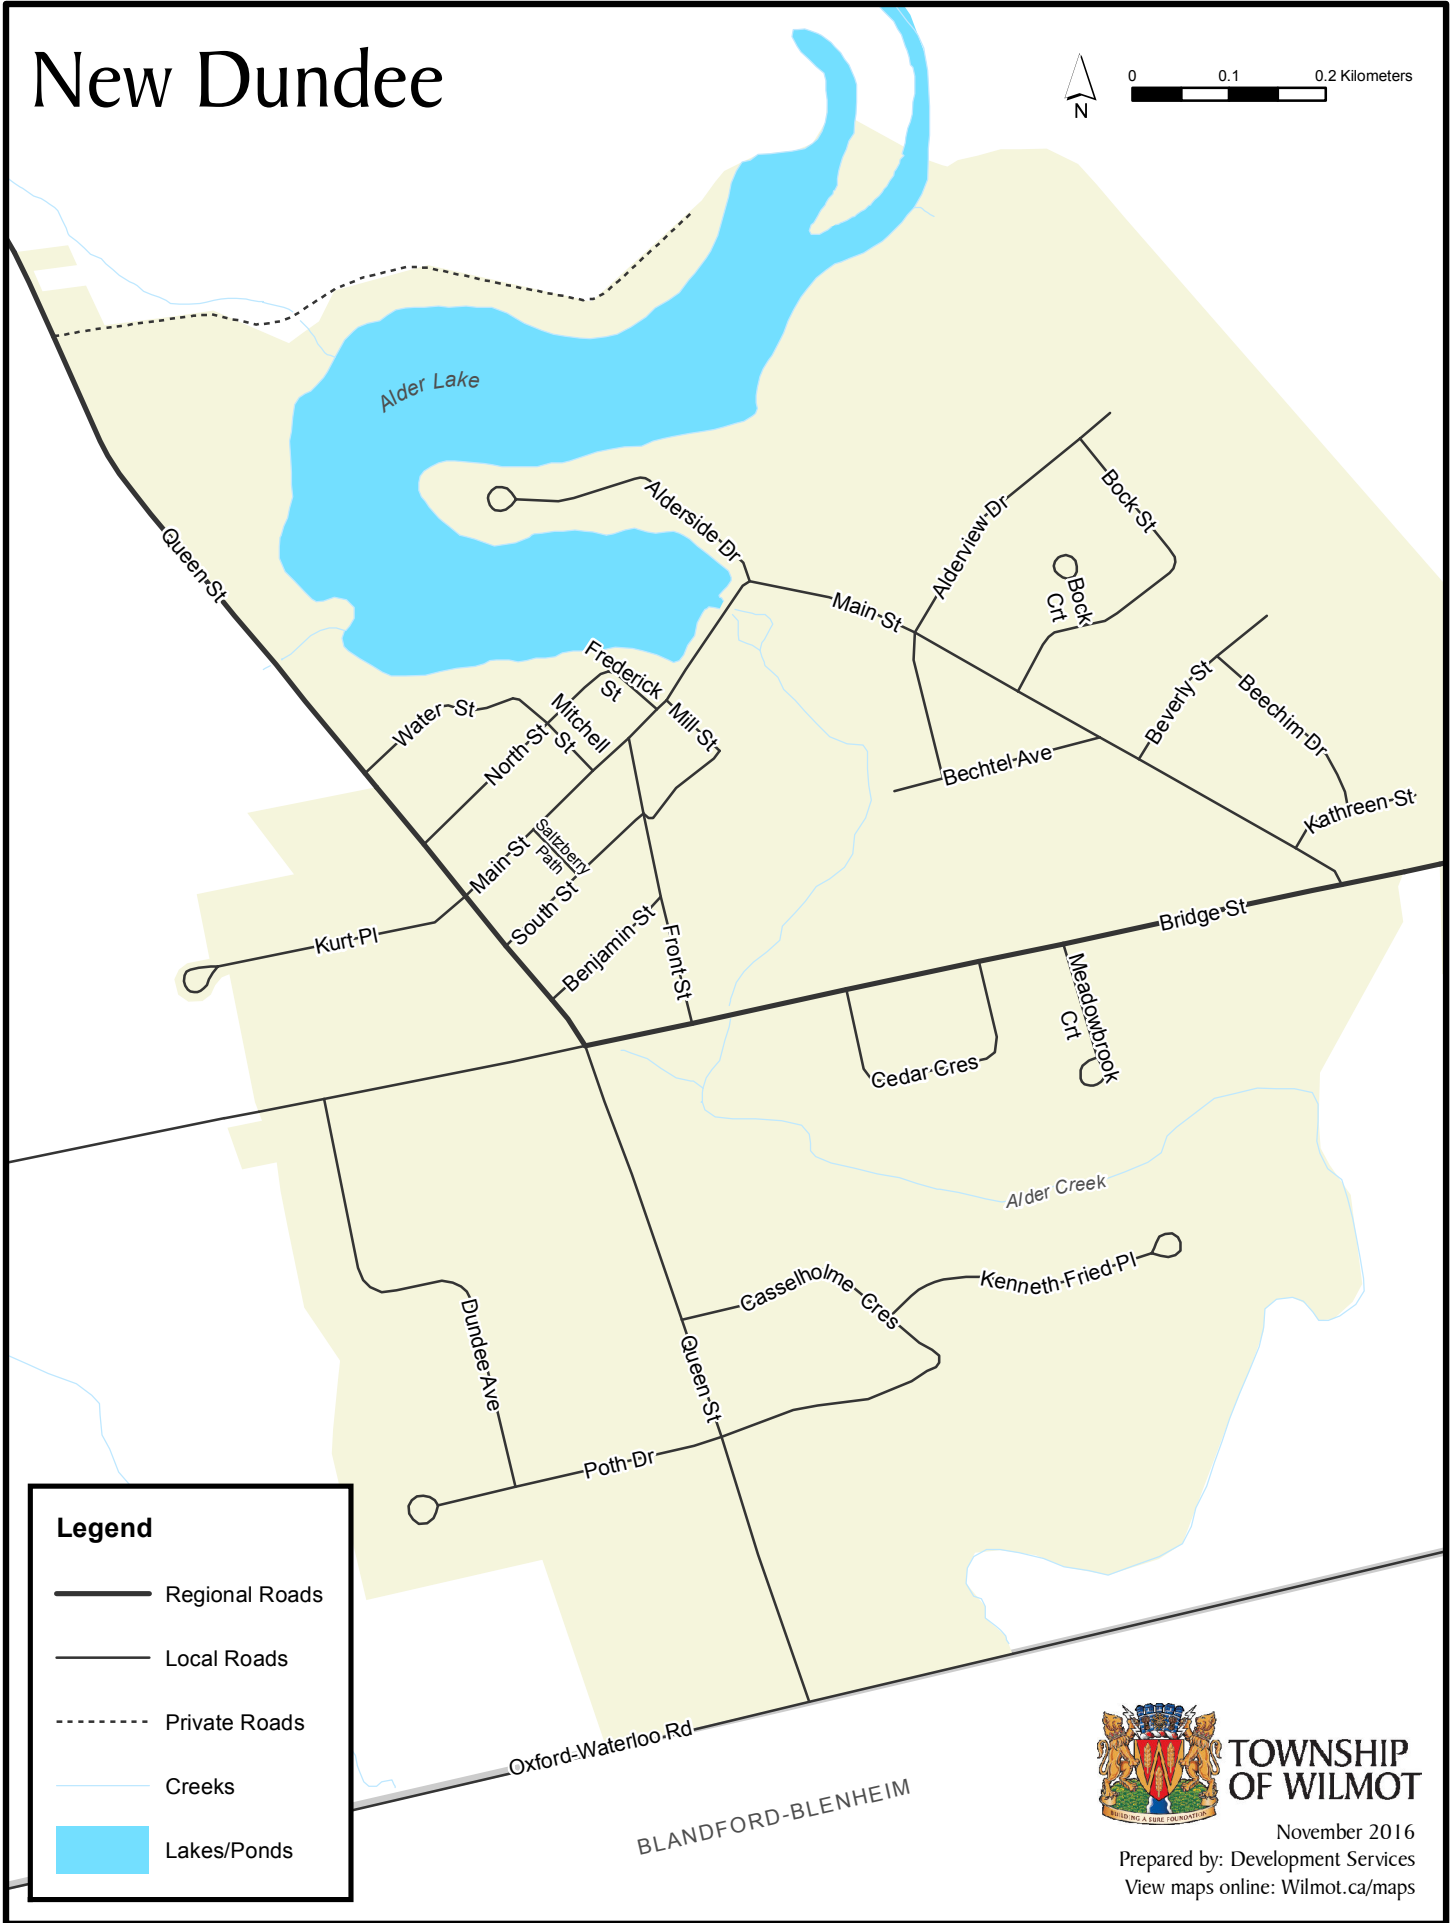 New Dundee
0 0.1 0.2 Kilometers
N
Alder Lake
Queen St
Alderside Dr
Alderview Dr
Bock St
Bock
Crt
Main St
Frederick
St
Mitchell
St
Mill St
Water St
North St
Beverly St
Beechim Dr
Bechtel Ave
Kathreen St
Main St
Saltzberry
Path
South St
Benjamin St
Front St
Kurt Pl
Bridge St
Meadowbrook
Crt
Cedar Cres
Alder Creek
Casselholme Cres
Kenneth Fried Pl
Dundee Ave
Queen St
Poth Dr
Oxford-Waterloo Rd
BLANDFORD-BLENHEIM
Legend
Regional Roads
Local Roads
Private Roads
Creeks
Lakes/Ponds
BUILDING A SURE FOUNDATION
TOWNSHIP
OF WILMOT
November 2016
Prepared by: Development Services
View maps online: Wilmot.ca/maps